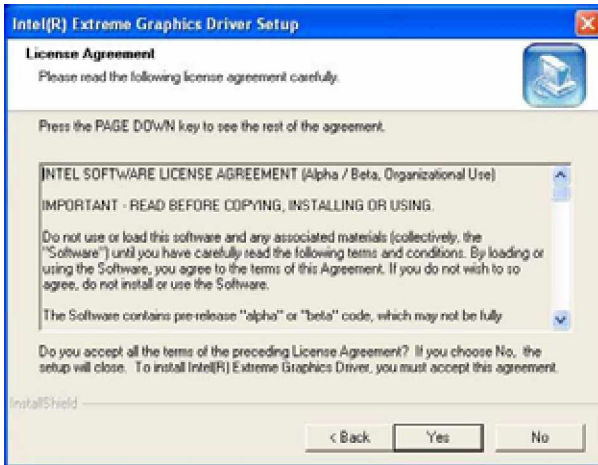 Intel(R) Extreme Graphics Driver Setup
License Agreement
Please read the following license agreement carefully.
Press the PAGE DOWN key to see the rest of the agreement.
INTEL SOFTWARE LICENSE AGREEMENT (Alpha / Beta, Organizational Use)
IMPORTANT - READ BEFORE COPYING, INSTALLING OR USING.
Do not use or load this software and any associated materials (collectively, the
"Software") until you have carefully read the following terms and conditions. By loading or
using the Software, you agree to the terms of this Agreement. If you do not wish to so
agree, do not install or use the Software.
The Software contains pre-release "alpha" or "beta" code, which may not be fully
Do you accept all the terms of the preceding License Agreement? If you choose No, the
setup will close. To install Intel(R) Extreme Graphics Driver, you must accept this agreement.
InstallShield
< Back
Yes
No